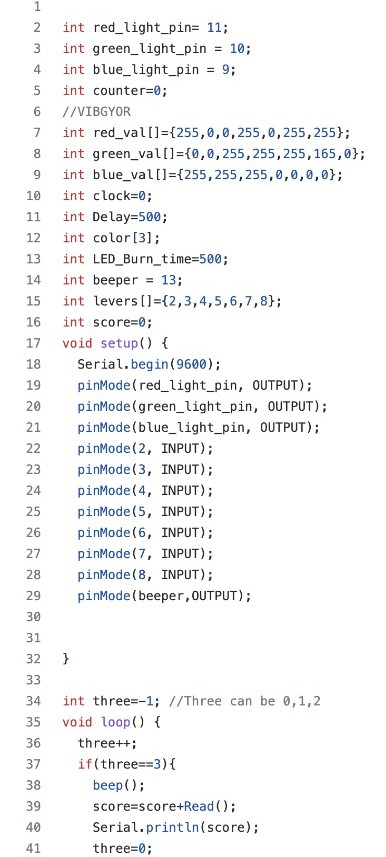 1
2 int red_light_pin= 11;
3 int green_light_pin = 10;
4 int blue_light_pin = 9;
5 int counter=0;
6 //VIBGYOR
7 int red_val[]={255,0,0,255,0,255,255};
8 int green_val[]={0,0,255,255,255,165,0};
9 int blue_val[]={255,255,255,0,0,0,0};
10 int clock=0;
11 int Delay=500;
12 int color[3];
13 int LED_Burn_time=500;
14 int beeper = 13;
15 int levers[]={2,3,4,5,6,7,8};
16 int score=0;
17 void setup() {
18   Serial.begin(9600);
19   pinMode(red_light_pin, OUTPUT);
20   pinMode(green_light_pin, OUTPUT);
21   pinMode(blue_light_pin, OUTPUT);
22   pinMode(2, INPUT);
23   pinMode(3, INPUT);
24   pinMode(4, INPUT);
25   pinMode(5, INPUT);
26   pinMode(6, INPUT);
27   pinMode(7, INPUT);
28   pinMode(8, INPUT);
29   pinMode(beeper,OUTPUT);
30
31
32 }
33
34 int three=-1; //Three can be 0,1,2
35 void loop() {
36   three++;
37   if(three==3){
38     beep();
39     score=score+Read();
40     Serial.println(score);
41     three=0;